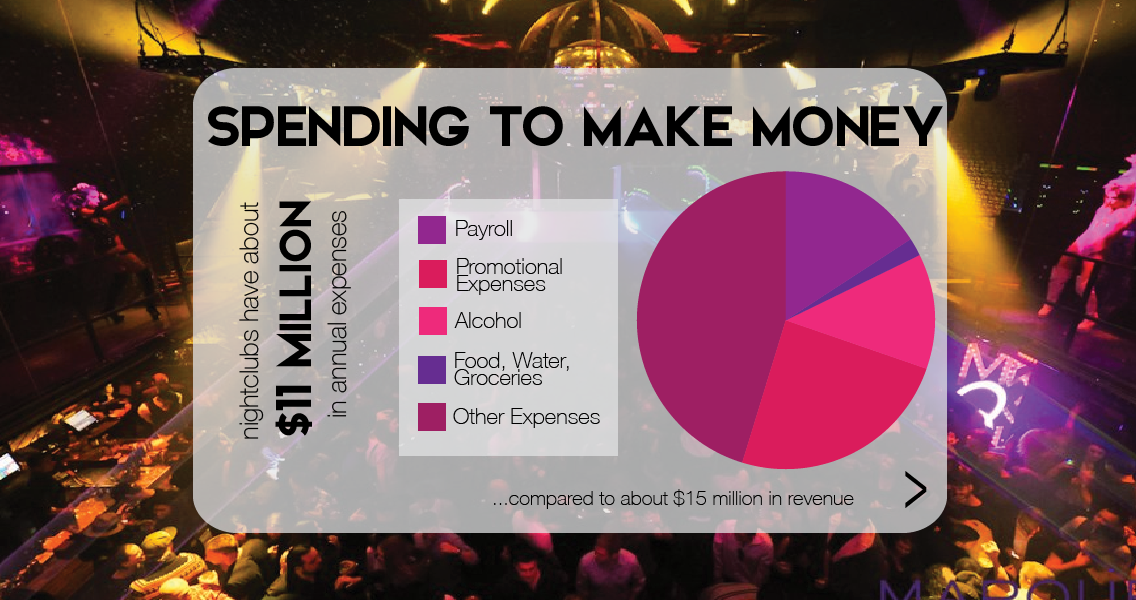 SPENDING TO MAKE MONEY
nightclubs have about
$11 MILLION
in annual expenses
Payroll
Promotional
Expenses
Alcohol
Food, Water,
Groceries
Other Expenses
...compared to about $15 million in revenue